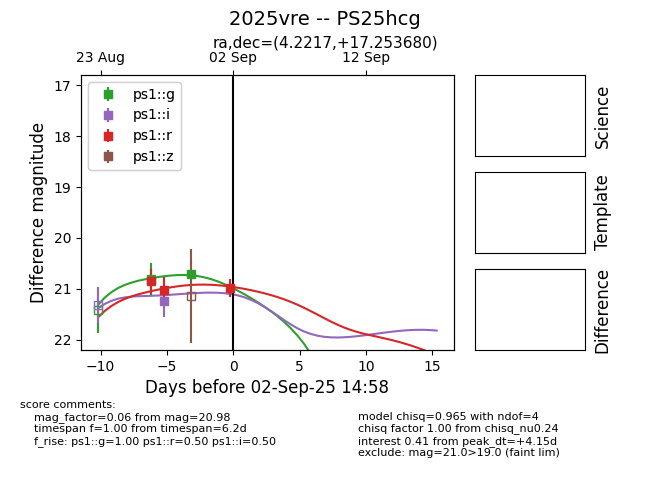 2025vre -- PS25hcg
ra,dec=(4.2217,+17.253680)
23 Aug
02 Sep
12 Sep
17
18
19
20
21
22
Difference magnitude
ps1::g
ps1::i
ps1::r
ps1::z
−10
−5
0
5
10
15
Days before 02-Sep-25 14:58
Science
Template
Difference
score comments:
mag_factor=0.06 from mag=20.98
timespan f=1.00 from timespan=6.2d
f_rise: ps1::g=1.00 ps1::r=0.50 ps1::i=0.50
model chisq=0.965 with ndof=4
chisq factor 1.00 from chisq_nu0.24
interest 0.41 from peak_dt=+4.15d
exclude: mag=21.0>19.0 (faint lim)